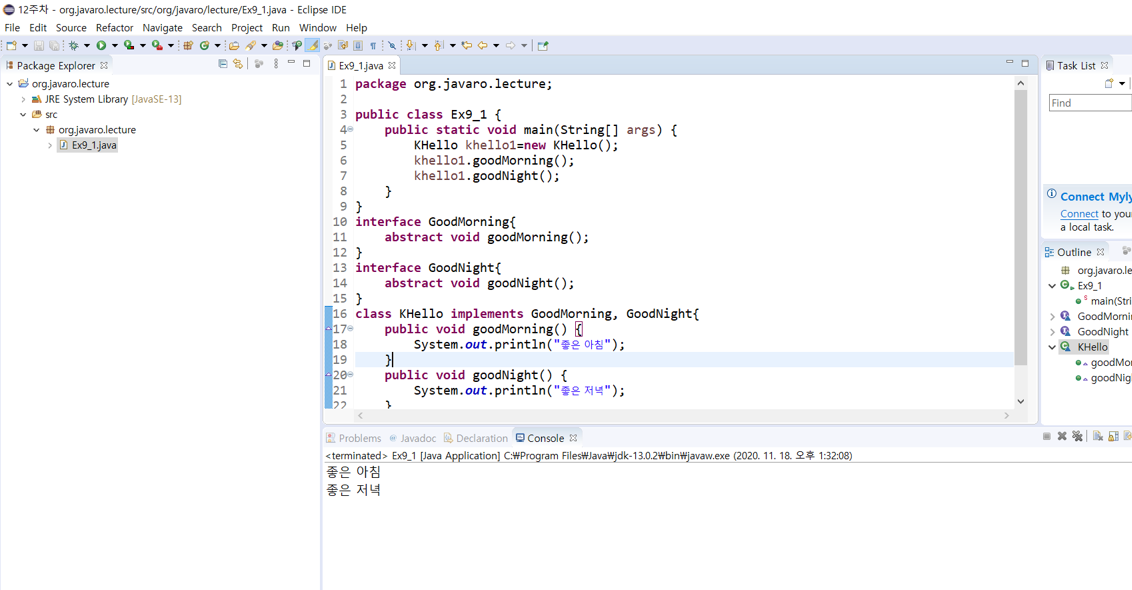 12주차 - org.javaro.lecture/src/org/javaro/lecture/Ex9_1.java - Eclipse IDE
File Edit Source Refactor Navigate Search Project Run Window Help
Package Explorer
org.javaro.lecture
JRE System Library [JavaSE-13]
src
org.javaro.lecture
Ex9_1.java
Ex9_1.java
1 package org.javaro.lecture;
2
3 public class Ex9_1 {
4 public static void main(String[] args) {
5 KHello khello1=new KHello();
6 khello1.goodMorning();
7 khello1.goodNight();
8 }
9 }
10 interface GoodMorning{
11 abstract void goodMorning();
12 }
13 interface GoodNight{
14 abstract void goodNight();
15 }
16 class KHello implements GoodMorning, GoodNight{
17 public void goodMorning() {
18 System.out.println("좋은 아침");
19 }
20 public void goodNight() {
21 System.out.println("좋은 저녁");
22 }
Problems Javadoc Declaration Console
<terminated> Ex9_1 [Java Application] C:₩Program Files₩Java₩jdk-13.0.2₩bin₩javaw.exe (2020. 11. 18. 오후 1:32:08)
좋은 아침
좋은 저녁
Task List
Find
Connect Myly
Connect to your
a local task.
Outline
org.javaro.le
Ex9_1
main(Stri
GoodMornin
GoodNight
KHello
goodMor
goodNigh